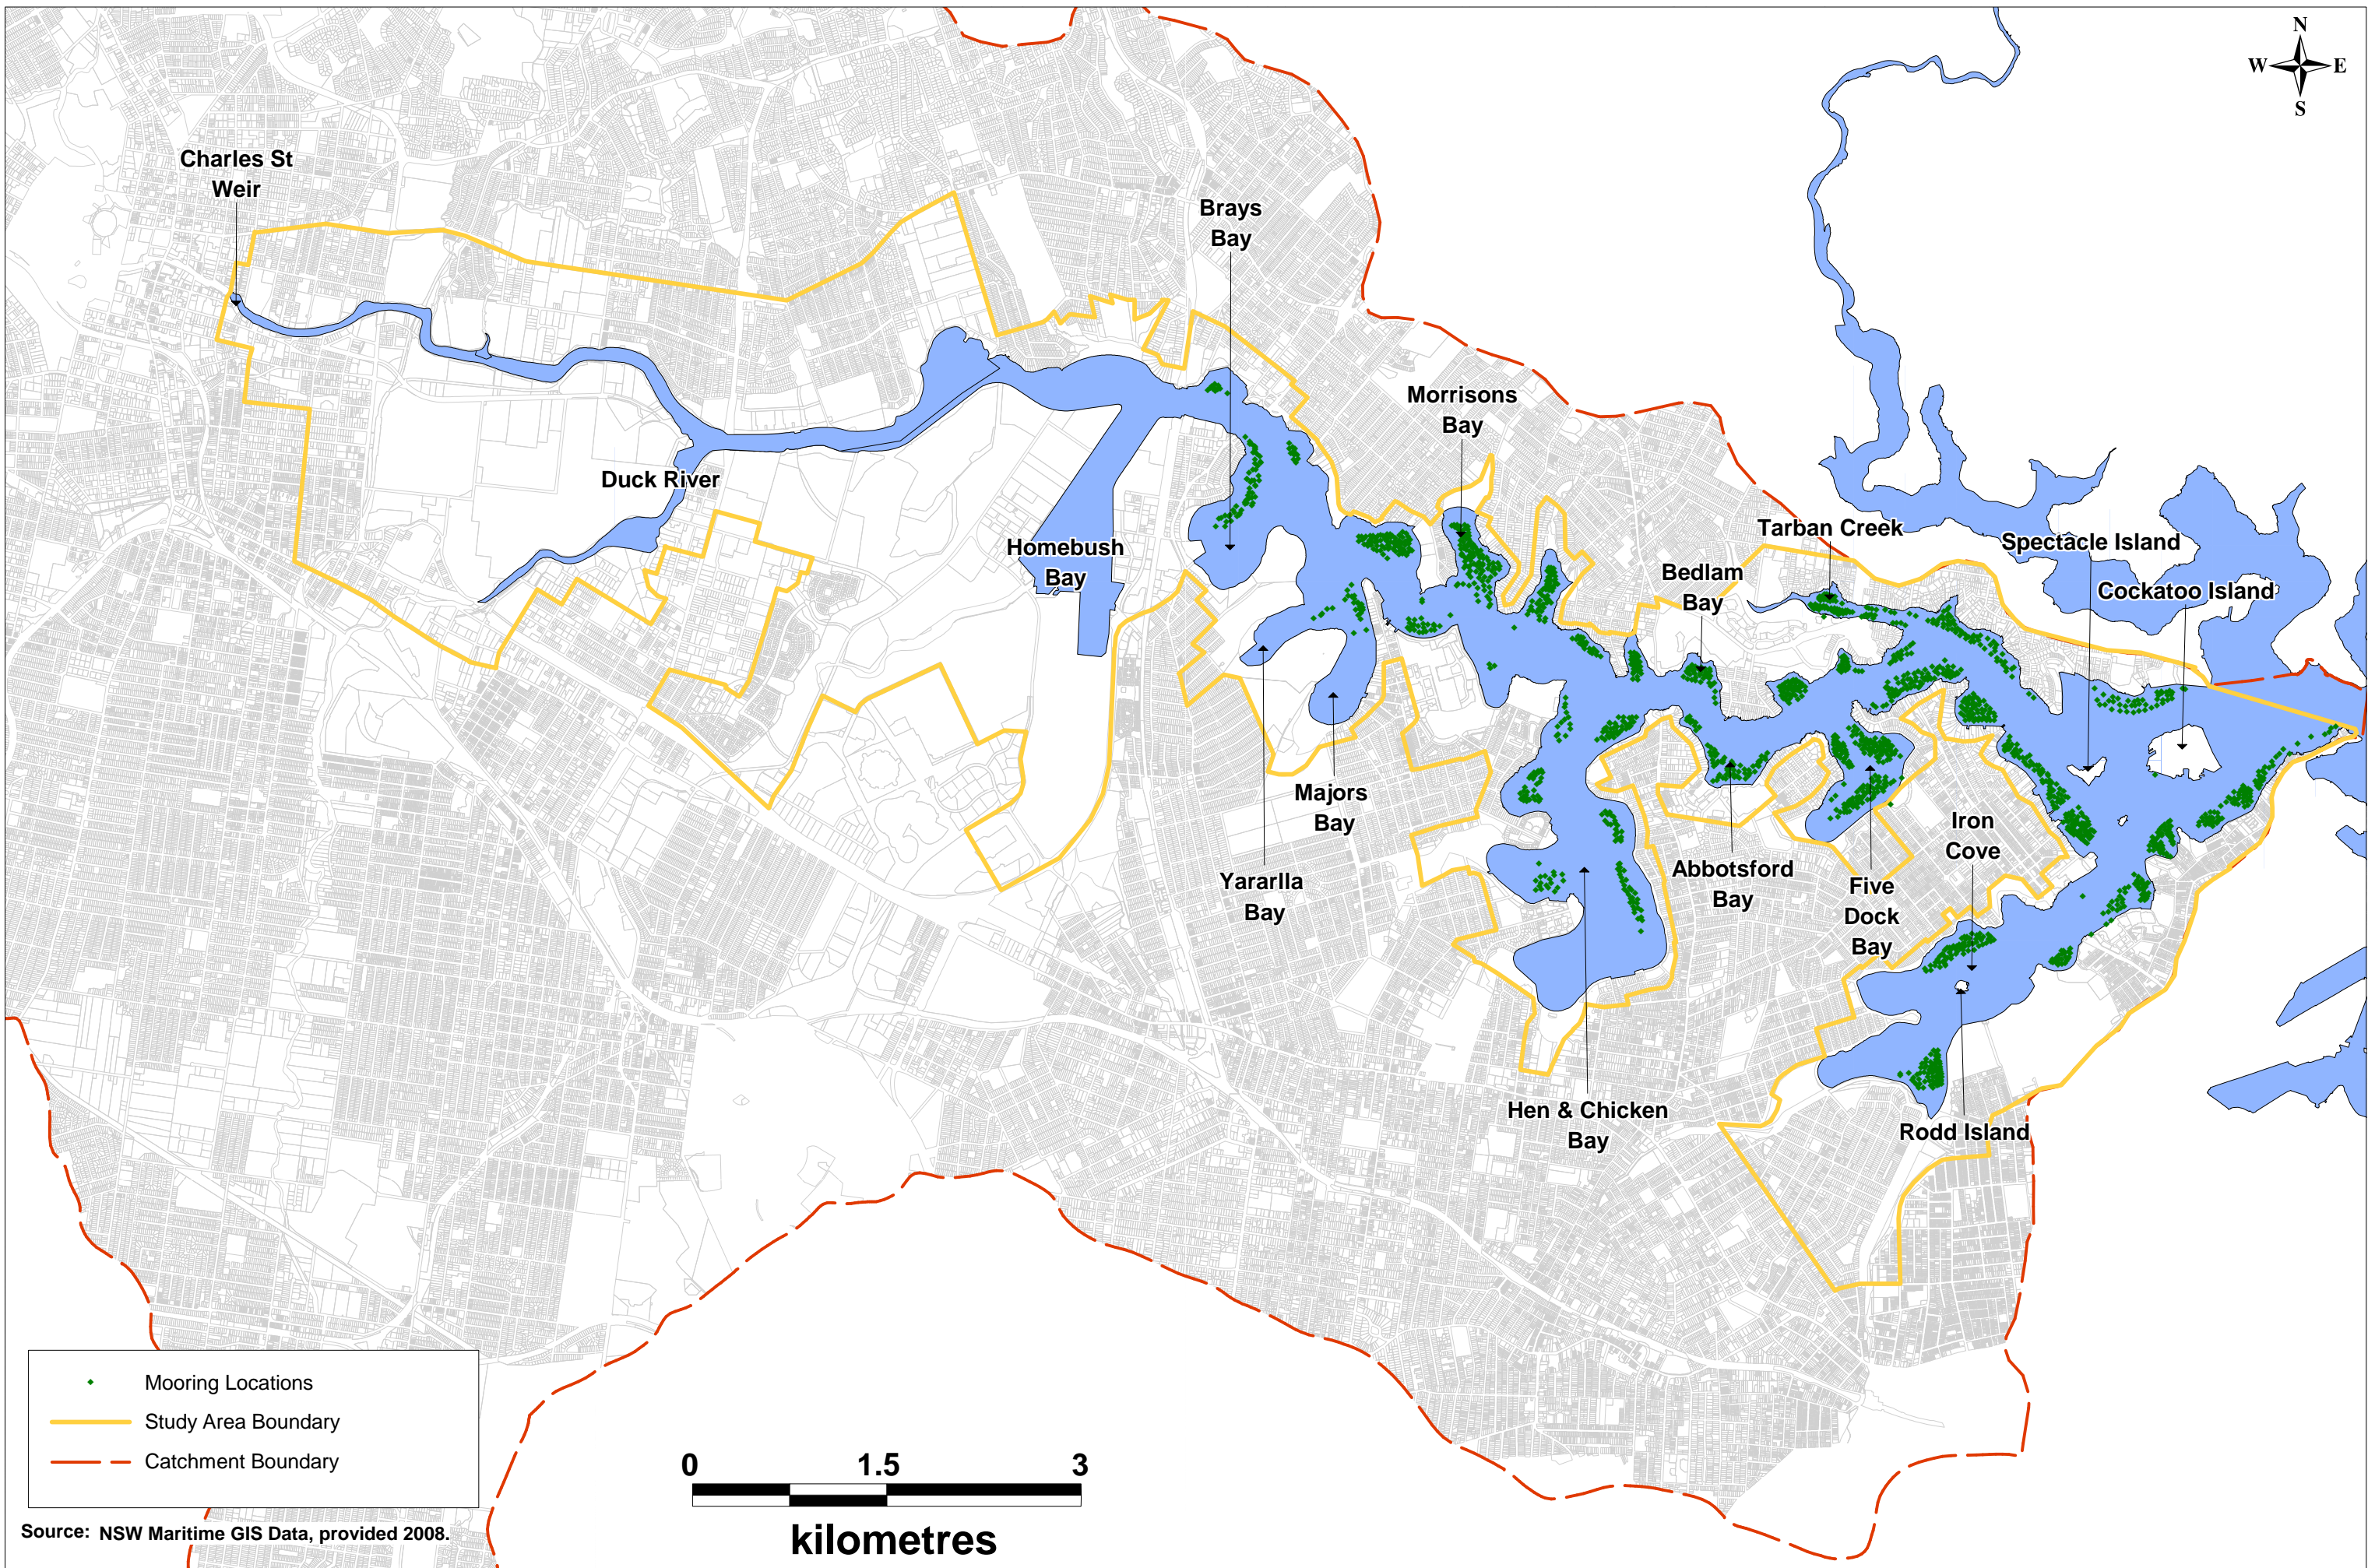 N
W E
S
Charles St
Weir
Brays
Bay
Morrisons
Bay
Duck River
Homebush
Bay
Tarban Creek
Spectacle Island
Bedlam
Bay
Cockatoo Island
Majors
Bay
Iron
Cove
Yararlla
Bay
Abbotsford
Bay
Five
Dock
Bay
Hen & Chicken
Bay
Rodd Island
Mooring Locations
Study Area Boundary
Catchment Boundary
0 1.5 3
kilometres
Source: NSW Maritime GIS Data, provided 2008.